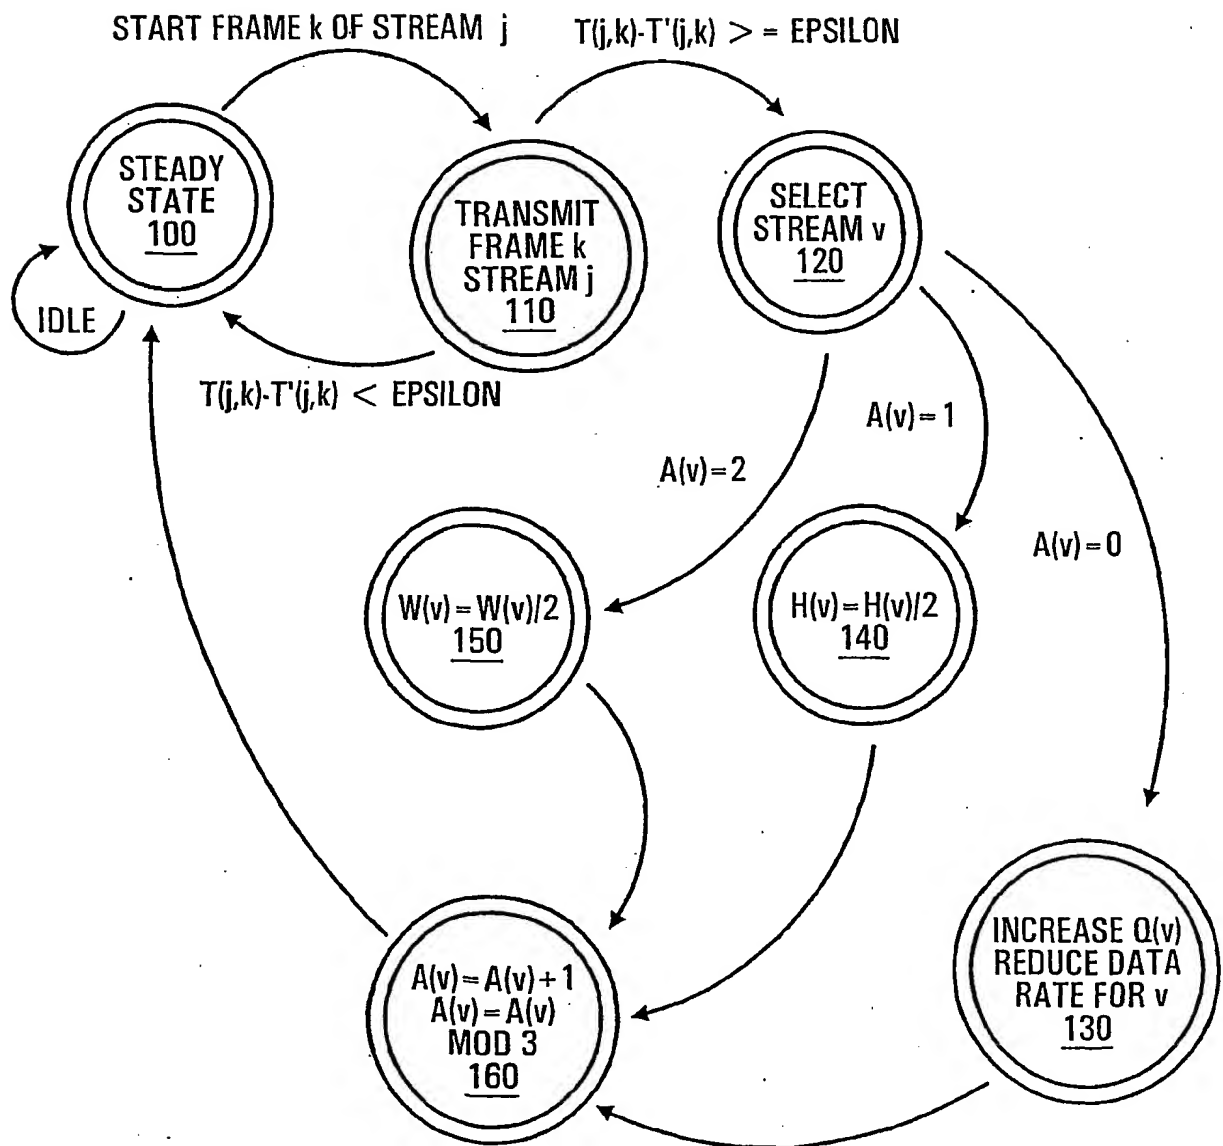 START FRAME k OF STREAM j
T(j,k)-T'(j,k) > = EPSILON
STEADY
STATE
100
TRANSMIT
FRAME k
STREAM j
110
SELECT
STREAM v
120
IDLE
T(j,k)-T'(j,k) < EPSILON
A(v)=1
A(v)=2
A(v)=0
W(v)=W(v)/2
150
H(v)=H(v)/2
140
A(v)=A(v)+1
A(v)=A(v)
MOD 3
160
INCREASE Q(v)
REDUCE DATA
RATE FOR v
130